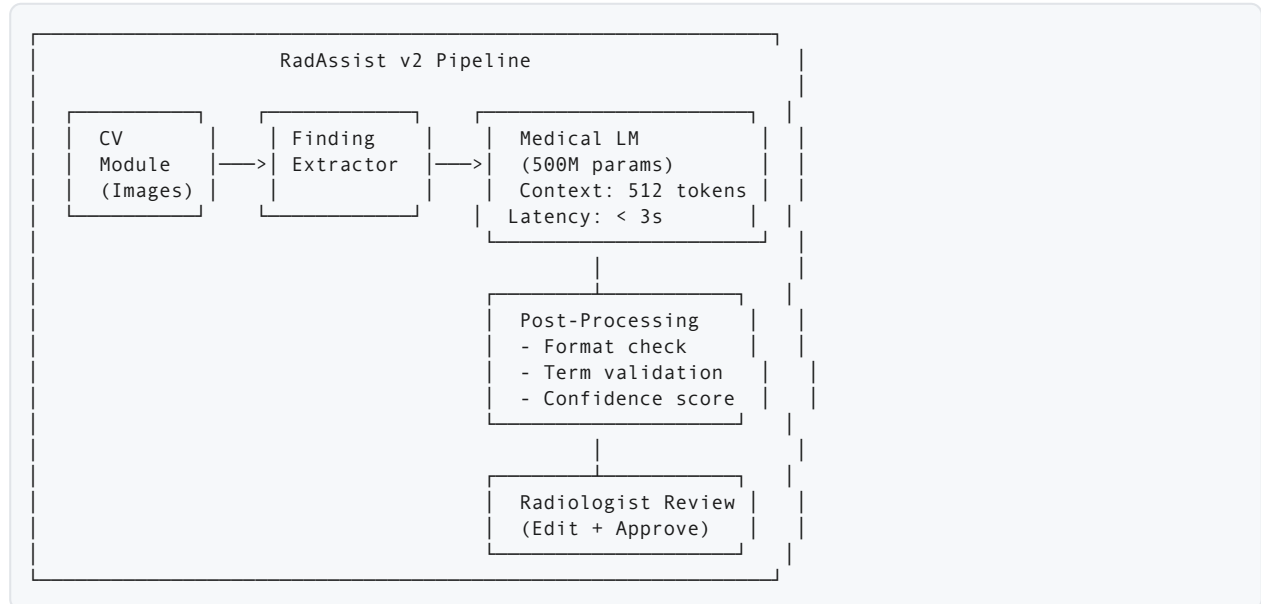 RadAssist v2 Pipeline
CV
Module
(Images)
Finding
Extractor
Medical LM
(500M params)
Context: 512 tokens
Latency: < 3s
Post-Processing
- Format check
- Term validation
- Confidence score
Radiologist Review
(Edit + Approve)